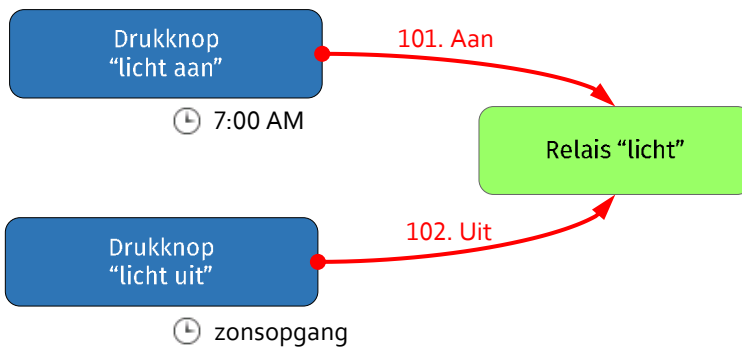 Drukknop
“licht aan”
101. Aan
7:00 AM
Relais “licht”
Drukknop
“licht uit”
102. Uit
zonsopgang